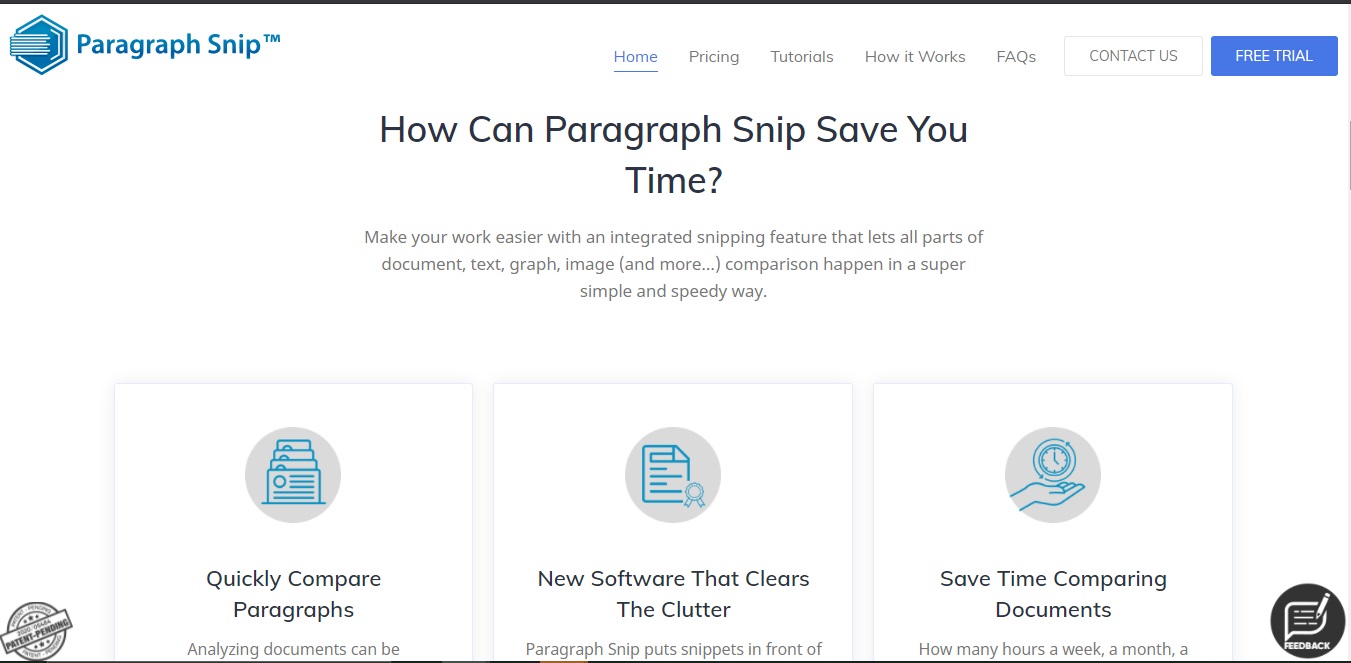 Paragraph Snip™
Home
Pricing
Tutorials
How it Works
FAQs
CONTACT US
FREE TRIAL
How Can Paragraph Snip Save You
Time?
Make your work easier with an integrated snipping feature that lets all parts of
document, text, graph, image (and more...) comparison happen in a super
simple and speedy way.
Quickly Compare
Paragraphs
New Software That Clears
The Clutter
Save Time Comparing
Documents
Analyzing documents can be
Paragraph Snip puts snippets in front of
How many hours a week, a month, a
PATENT-PENDING
FEEDBACK